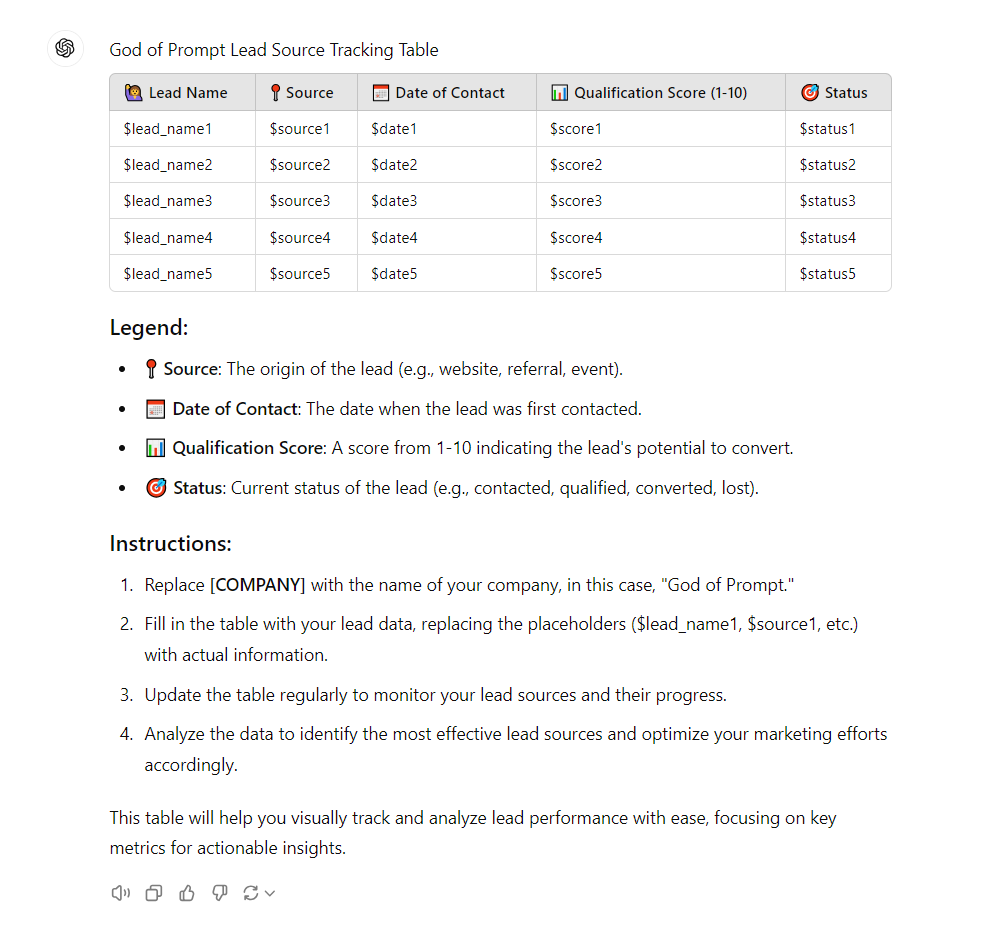 God of Prompt Lead Source Tracking Table
🙋 Lead Name 📍 Source 📅 Date of Contact 📊 Qualification Score (1-10) 🎯 Status
$lead_name1 $source1 $date1 $score1 $status1
$lead_name2 $source2 $date2 $score2 $status2
$lead_name3 $source3 $date3 $score3 $status3
$lead_name4 $source4 $date4 $score4 $status4
$lead_name5 $source5 $date5 $score5 $status5
Legend:
• 📍 Source: The origin of the lead (e.g., website, referral, event).
• 📅 Date of Contact: The date when the lead was first contacted.
• 📊 Qualification Score: A score from 1-10 indicating the lead's potential to convert.
• 🎯 Status: Current status of the lead (e.g., contacted, qualified, converted, lost).
Instructions:
1. Replace [COMPANY] with the name of your company, in this case, "God of Prompt."
2. Fill in the table with your lead data, replacing the placeholders ($lead_name1, $source1, etc.)
with actual information.
3. Update the table regularly to monitor your lead sources and their progress.
4. Analyze the data to identify the most effective lead sources and optimize your marketing efforts
accordingly.
This table will help you visually track and analyze lead performance with ease, focusing on key
metrics for actionable insights.